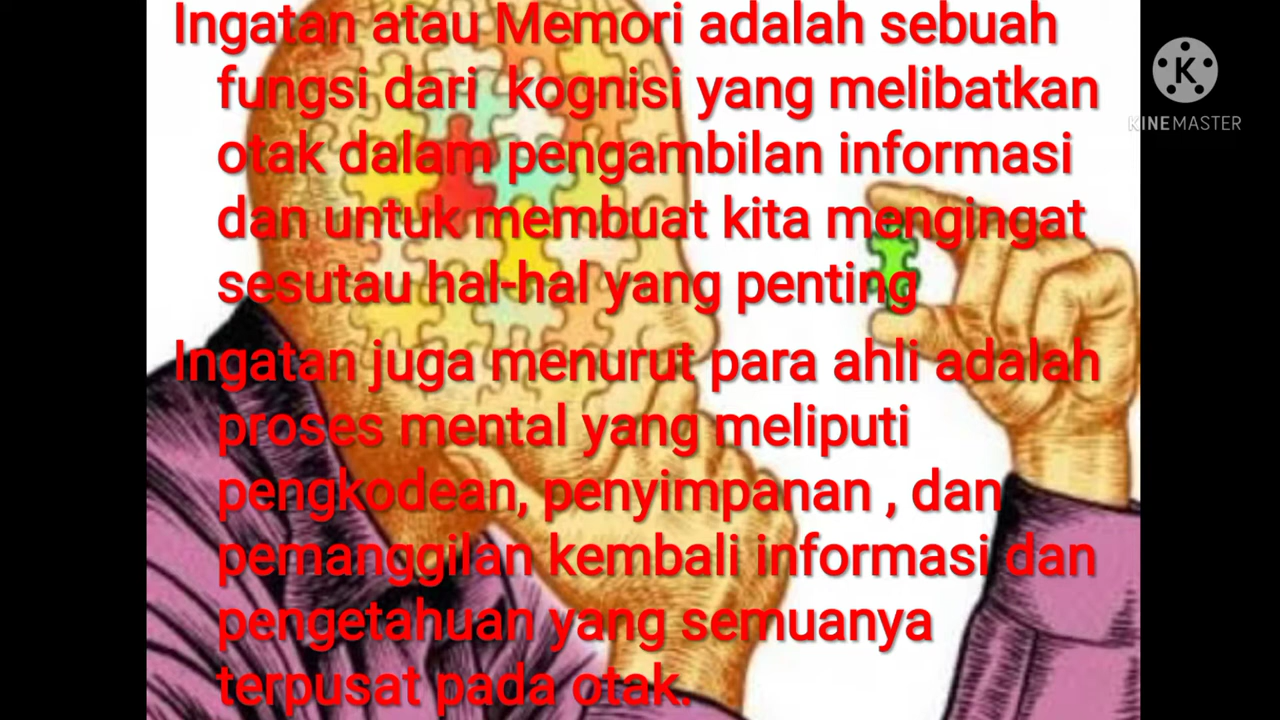 Ingatan atau Memori adalah sebuah
fungsi dari kognisi yang melibatkan
otak dalam pengambilan informasi
dan untuk membuat kita mengingat
sesutau hal-hal yang penting
Ingatan juga menurut para ahli adalah
proses mental yang meliputi
pengkodean, penyimpanan , dan
pemanggilan kembali informasi dan
pengetahuan yang semuanya
terpusat pada otak.
K
KINEMASTER